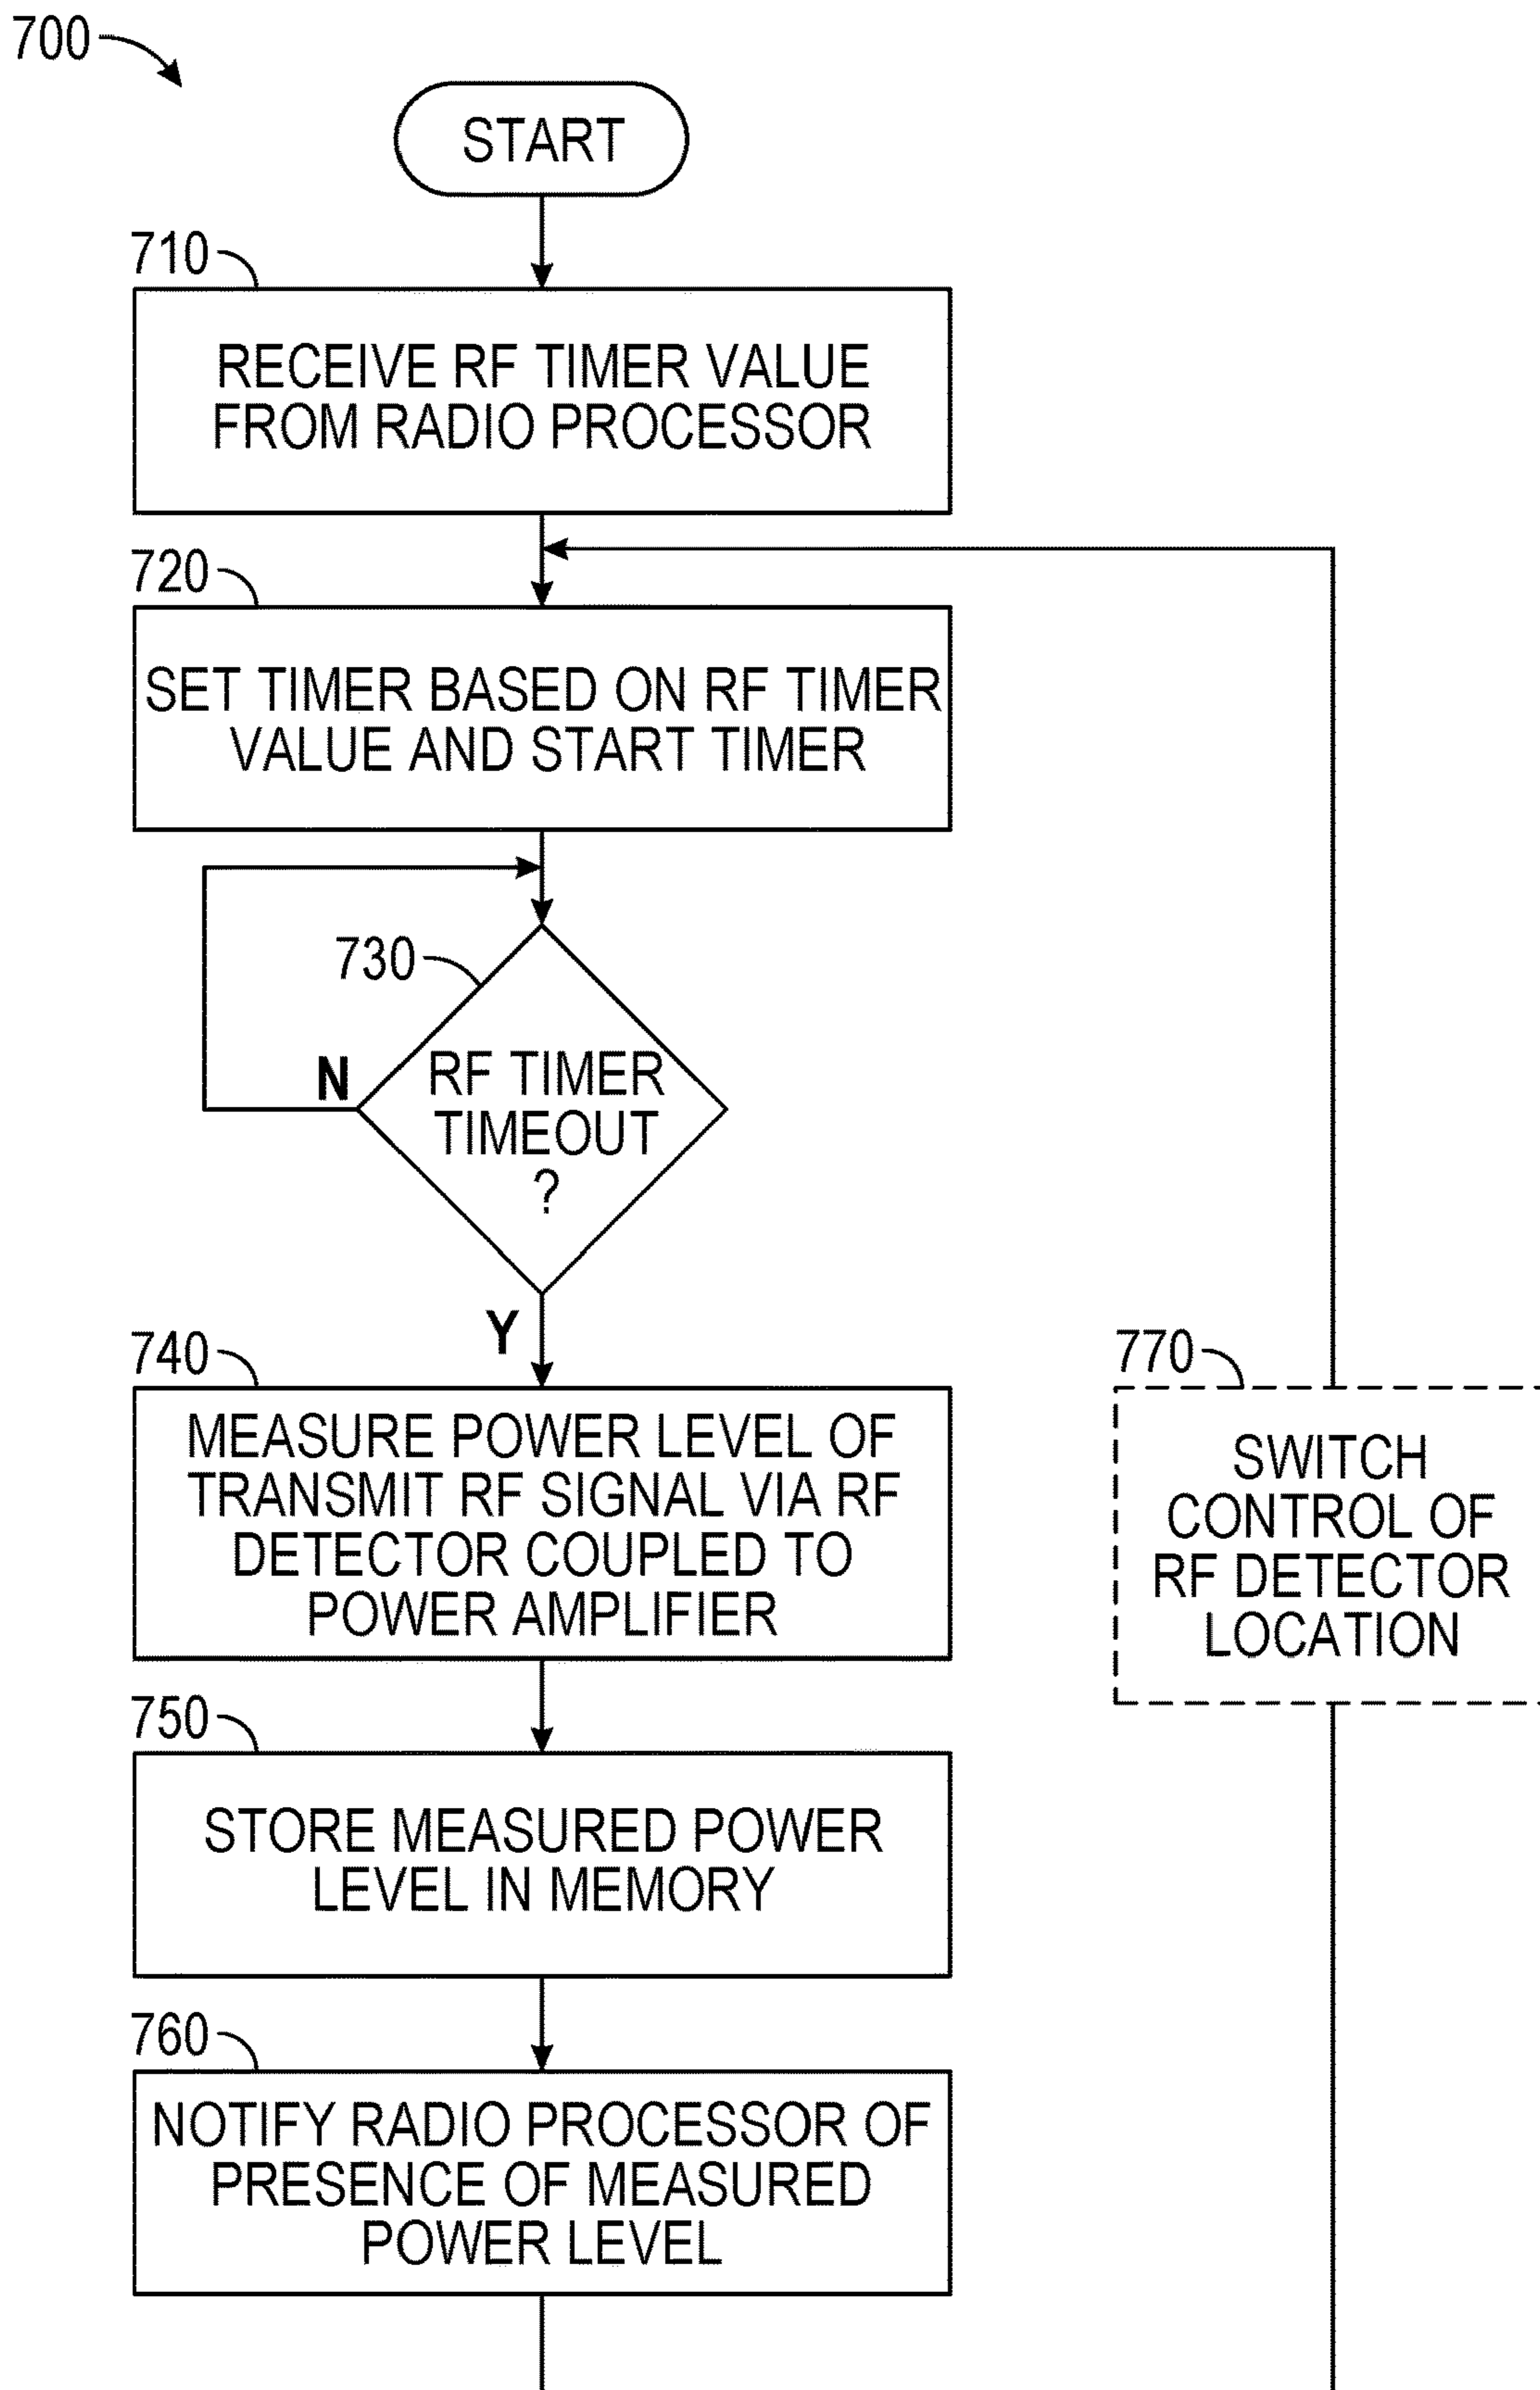 700
START
710
RECEIVE RF TIMER VALUE
FROM RADIO PROCESSOR
720
SET TIMER BASED ON RF TIMER
VALUE AND START TIMER
730
N
RF TIMER
TIMEOUT
?
Y
740
MEASURE POWER LEVEL OF
TRANSMIT RF SIGNAL VIA RF
DETECTOR COUPLED TO
POWER AMPLIFIER
770
SWITCH
CONTROL OF
RF DETECTOR
LOCATION
750
STORE MEASURED POWER
LEVEL IN MEMORY
760
NOTIFY RADIO PROCESSOR OF
PRESENCE OF MEASURED
POWER LEVEL